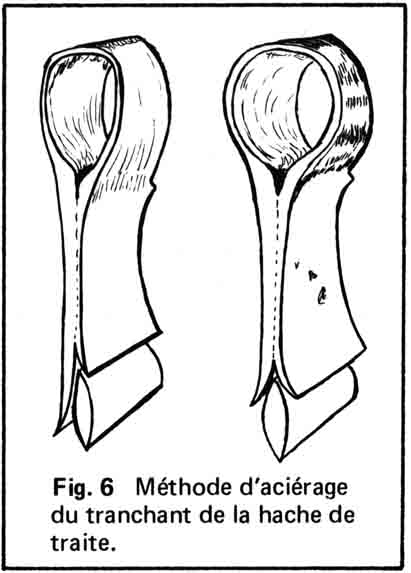 Fig. 6 Méthode d'aciérage
du tranchant de la hache de
traite.